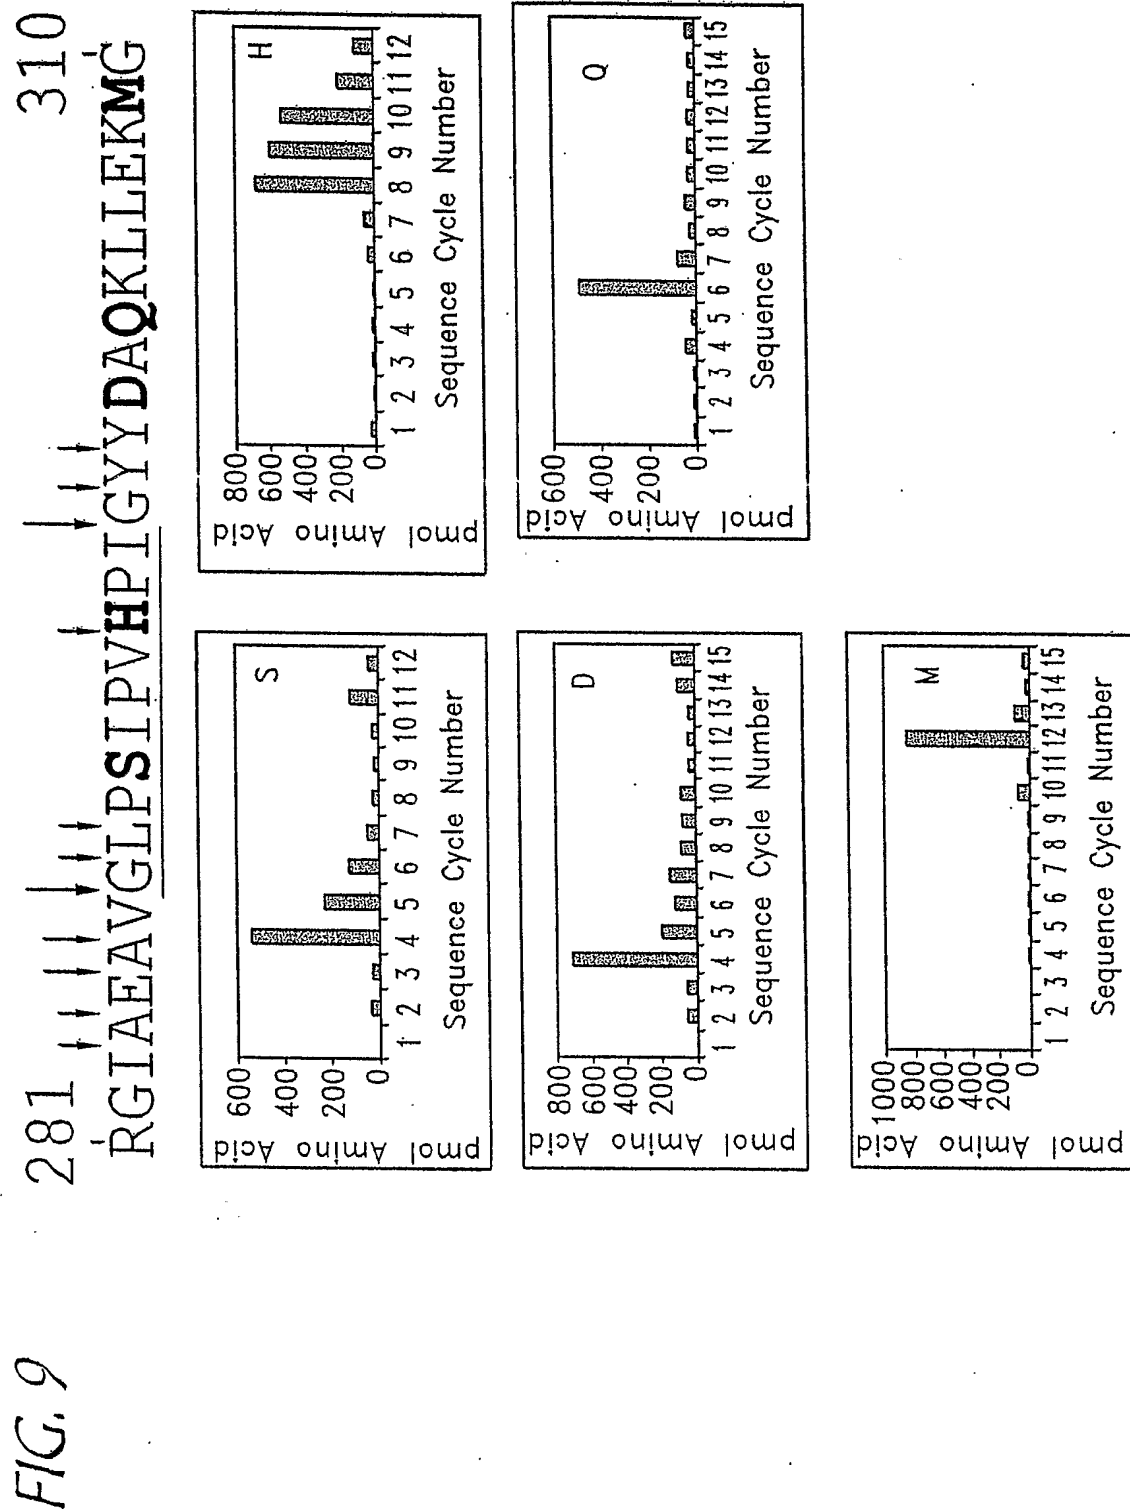 FIG. 9
281 310
RGIAEAVGLPSIPVHPIGYYDAQKLLEKMG
pmol Amino Acid
600
400
200
0
S
1 2 3 4 5 6 7 8 9 10 11 12
Sequence Cycle Number
pmol Amino Acid
800
600
400
200
0
H
1 2 3 4 5 6 7 8 9 10 11 12
Sequence Cycle Number
pmol Amino Acid
800
600
400
200
0
D
1 2 3 4 5 6 7 8 9 10 11 12 13 14 15
Sequence Cycle Number
pmol Amino Acid
600
400
200
0
Q
1 2 3 4 5 6 7 8 9 10 11 12 13 14 15
Sequence Cycle Number
pmol Amino Acid
1000
800
600
400
200
0
M
1 2 3 4 5 6 7 8 9 10 11 12 13 14 15
Sequence Cycle Number